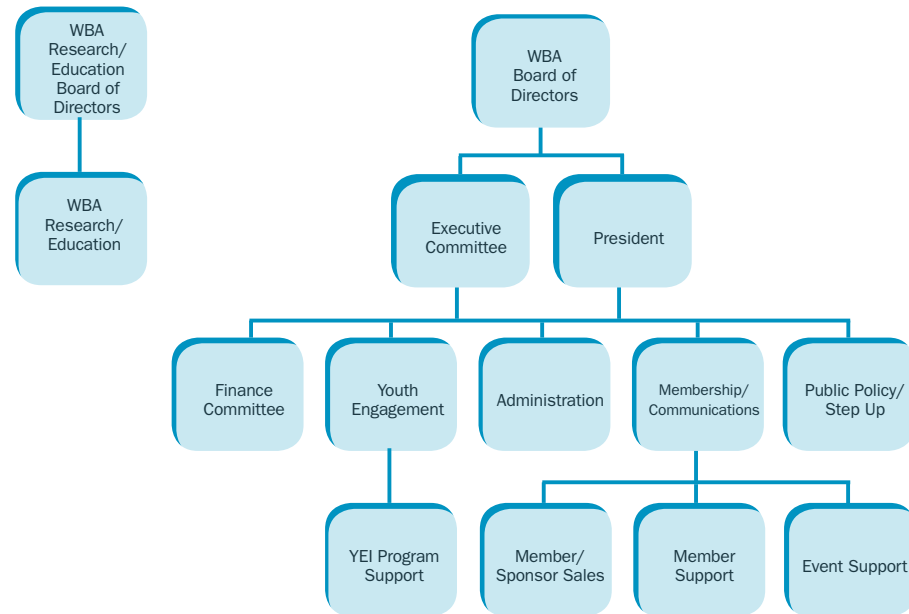 WBA
Research/
Education
Board of
Directors
WBA
Research/
Education
WBA
Board of
Directors
Executive
Committee
President
Finance
Committee
Youth
Engagement
Administration
Membership/
Communications
Public Policy/
Step Up
YEI Program
Support
Member/
Sponsor Sales
Member
Support
Event Support